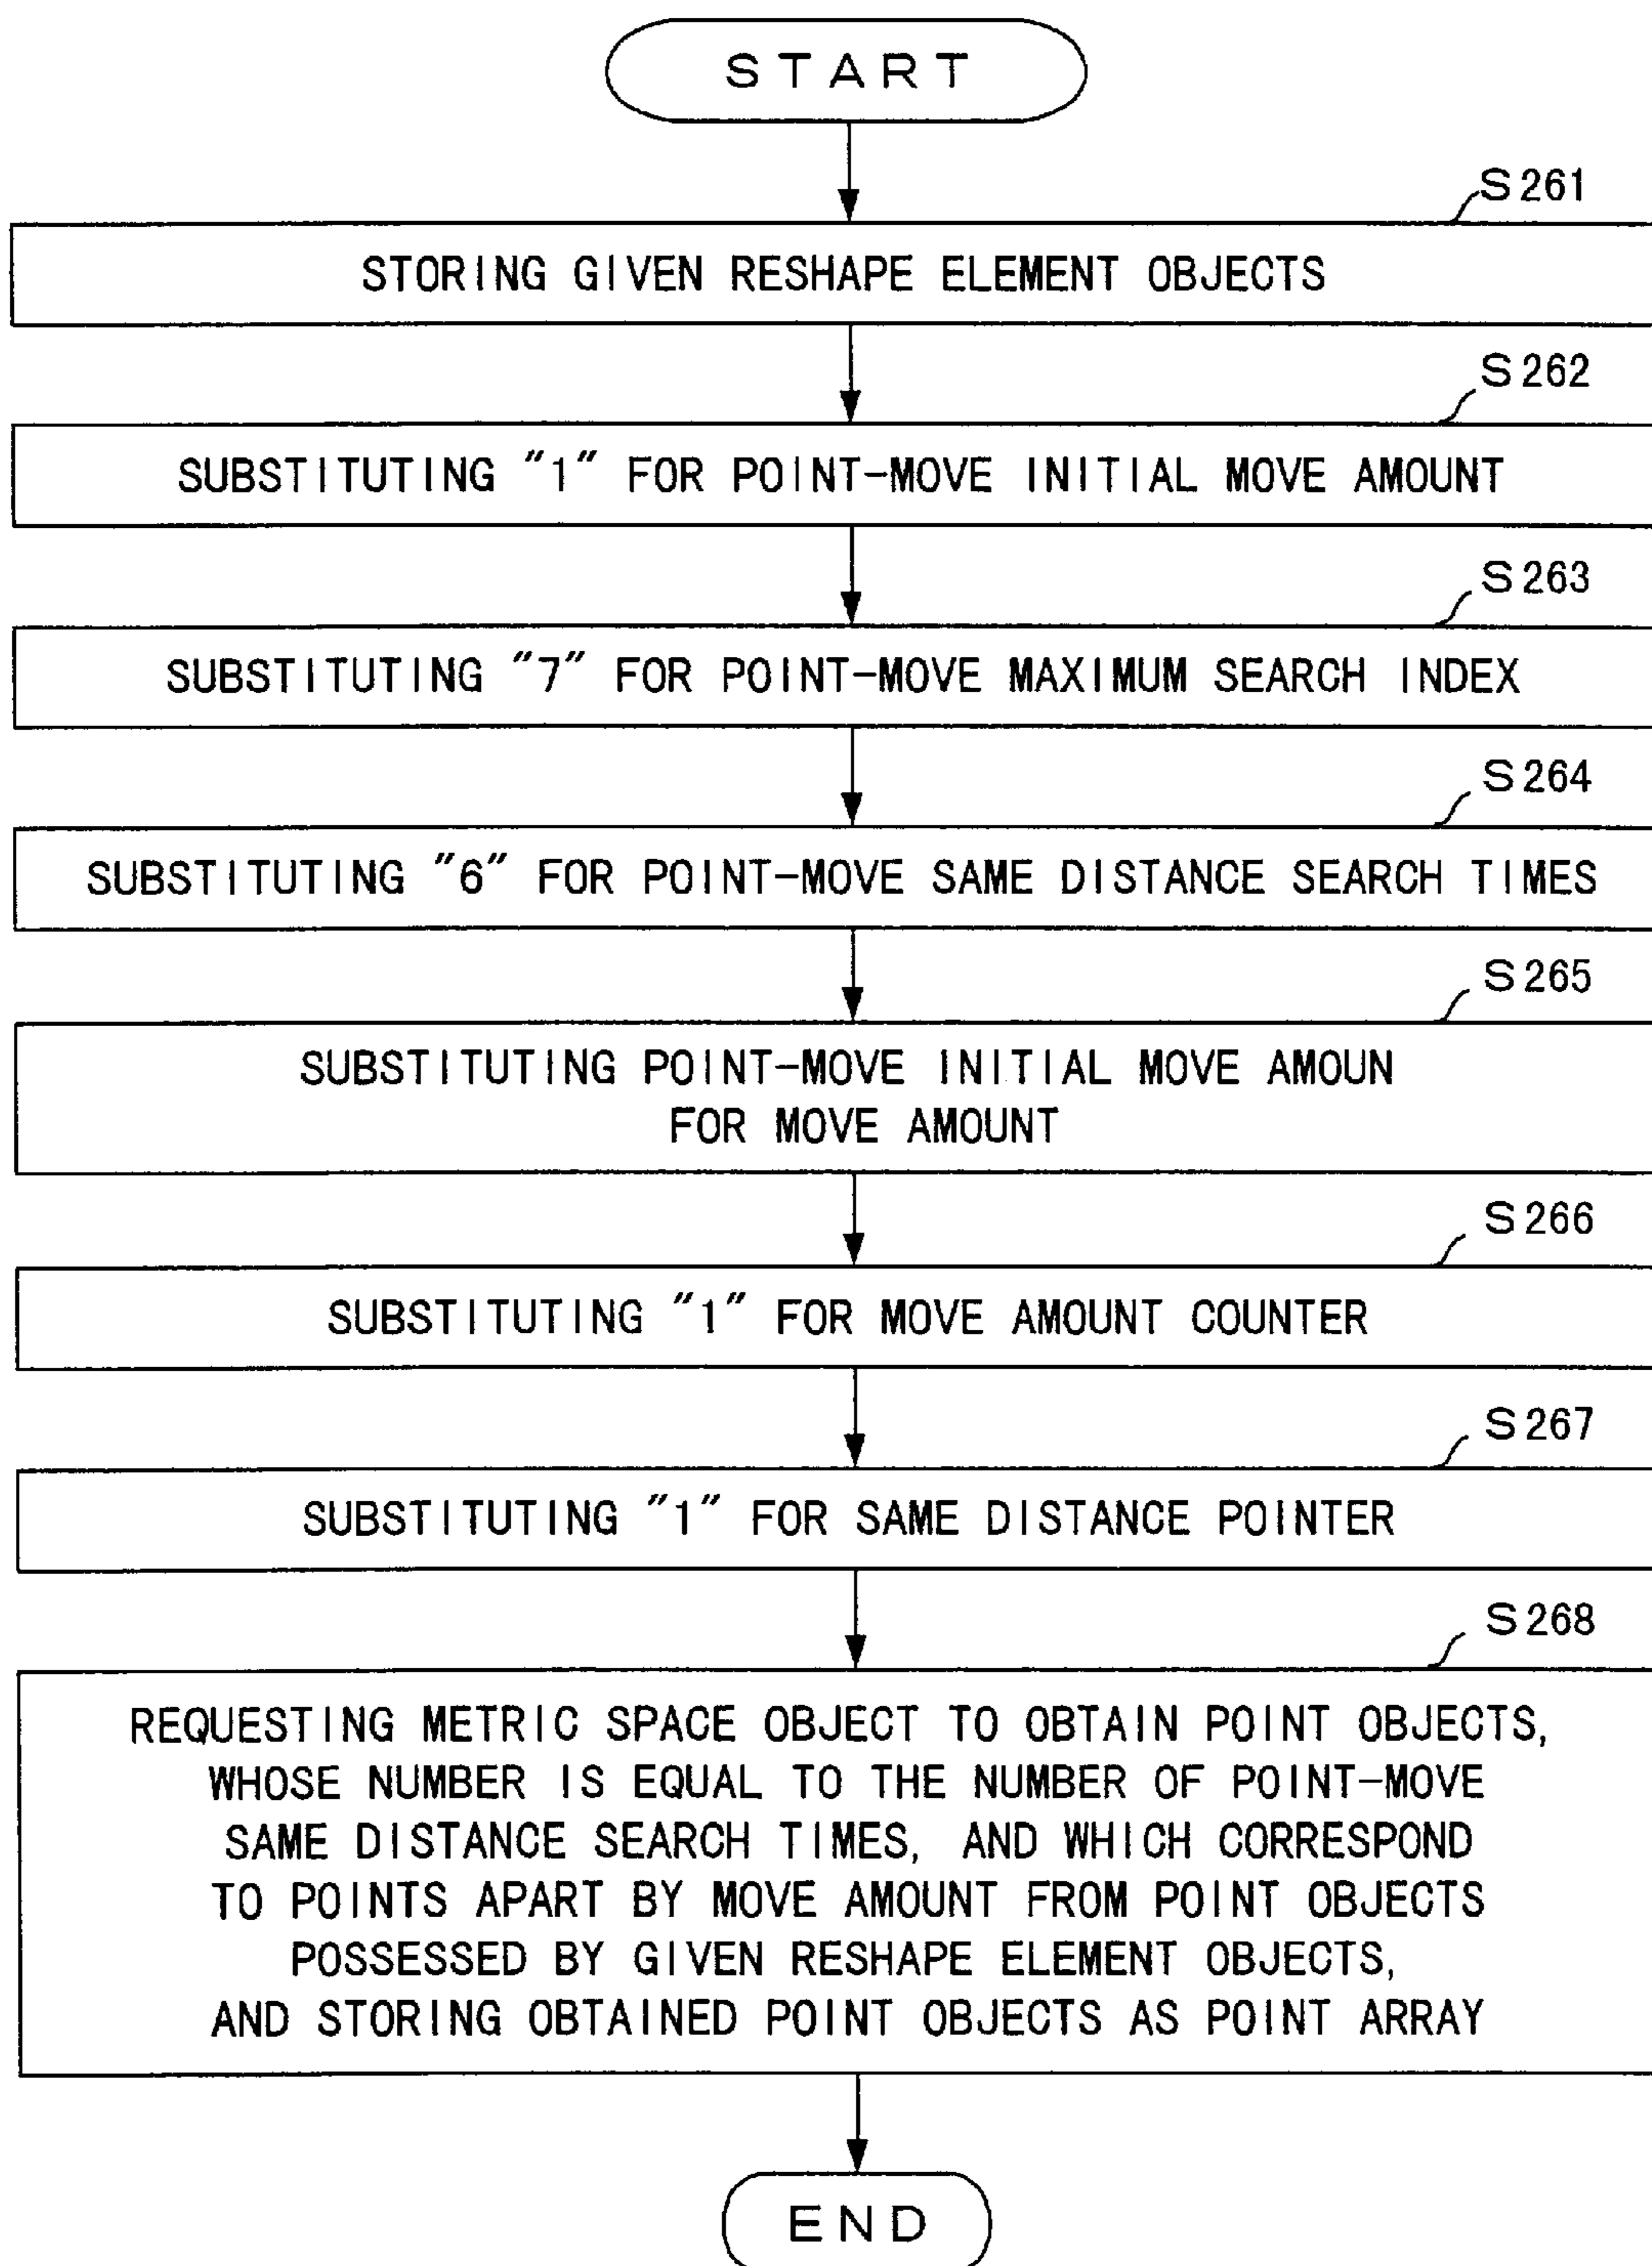 START
S261
STORING GIVEN RESHAPE ELEMENT OBJECTS
S262
SUBSTITUTING "1" FOR POINT-MOVE INITIAL MOVE AMOUNT
S263
SUBSTITUTING "7" FOR POINT-MOVE MAXIMUM SEARCH INDEX
S264
SUBSTITUTING "6" FOR POINT-MOVE SAME DISTANCE SEARCH TIMES
S265
SUBSTITUTING POINT-MOVE INITIAL MOVE AMOUN
FOR MOVE AMOUNT
S266
SUBSTITUTING "1" FOR MOVE AMOUNT COUNTER
S267
SUBSTITUTING "1" FOR SAME DISTANCE POINTER
S268
REQUESTING METRIC SPACE OBJECT TO OBTAIN POINT OBJECTS,
WHOSE NUMBER IS EQUAL TO THE NUMBER OF POINT-MOVE
SAME DISTANCE SEARCH TIMES, AND WHICH CORRESPOND
TO POINTS APART BY MOVE AMOUNT FROM POINT OBJECTS
POSSESSED BY GIVEN RESHAPE ELEMENT OBJECTS,
AND STORING OBTAINED POINT OBJECTS AS POINT ARRAY
END